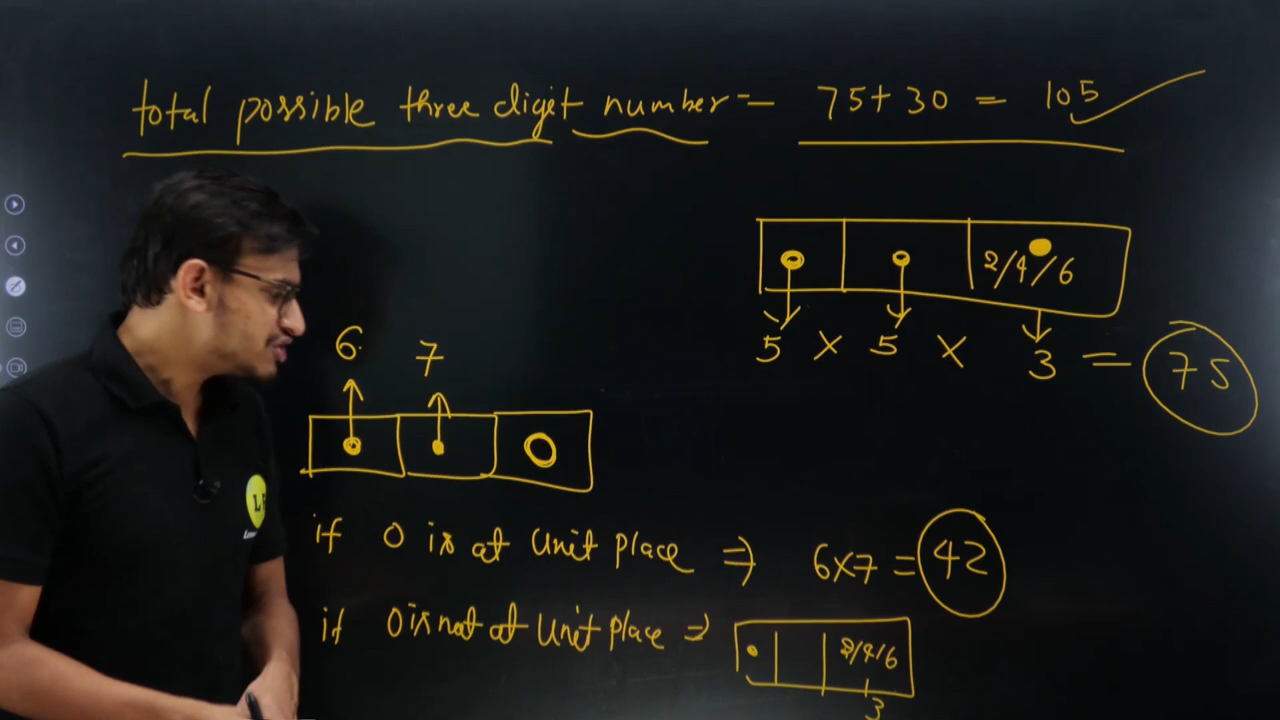 total possible three digit number - 75+30 = 105
2/4/6
5 × 5 × 3 = 75
6 7
0
if 0 is at unit place ⇒ 6×7 = 42
if 0 is not at unit place ⇒ 2/4/6
3